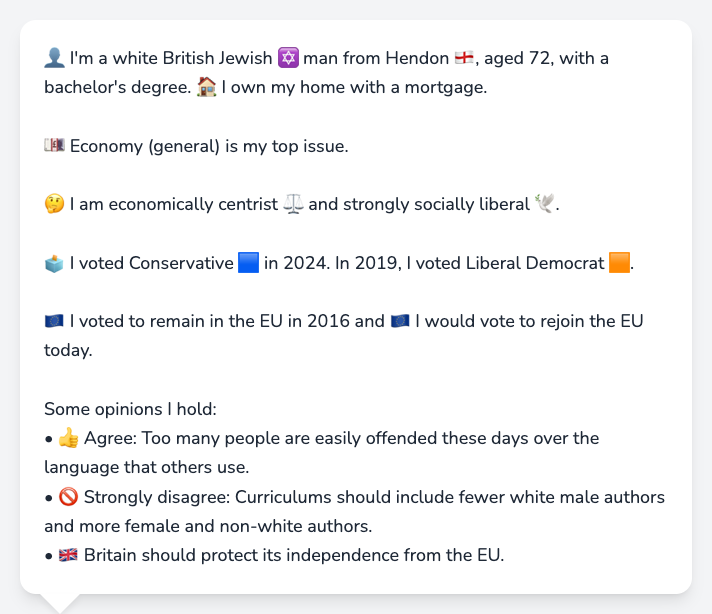 👤 I'm a white British Jewish ✡️ man from Hendon 🏴󠁧󠁢󠁥󠁮󠁧󠁿, aged 72, with a
bachelor's degree. 🏠 I own my home with a mortgage.
💷 Economy (general) is my top issue.
🤔 I am economically centrist ⚖️ and strongly socially liberal 🕊️.
🗳️ I voted Conservative 🟦 in 2024. In 2019, I voted Liberal Democrat 🟧.
🇪🇺 I voted to remain in the EU in 2016 and 🇪🇺 I would vote to rejoin the EU
today.
Some opinions I hold:
• 👍 Agree: Too many people are easily offended these days over the
language that others use.
• 🚫 Strongly disagree: Curriculums should include fewer white male authors
and more female and non-white authors.
• 🇬🇧 Britain should protect its independence from the EU.